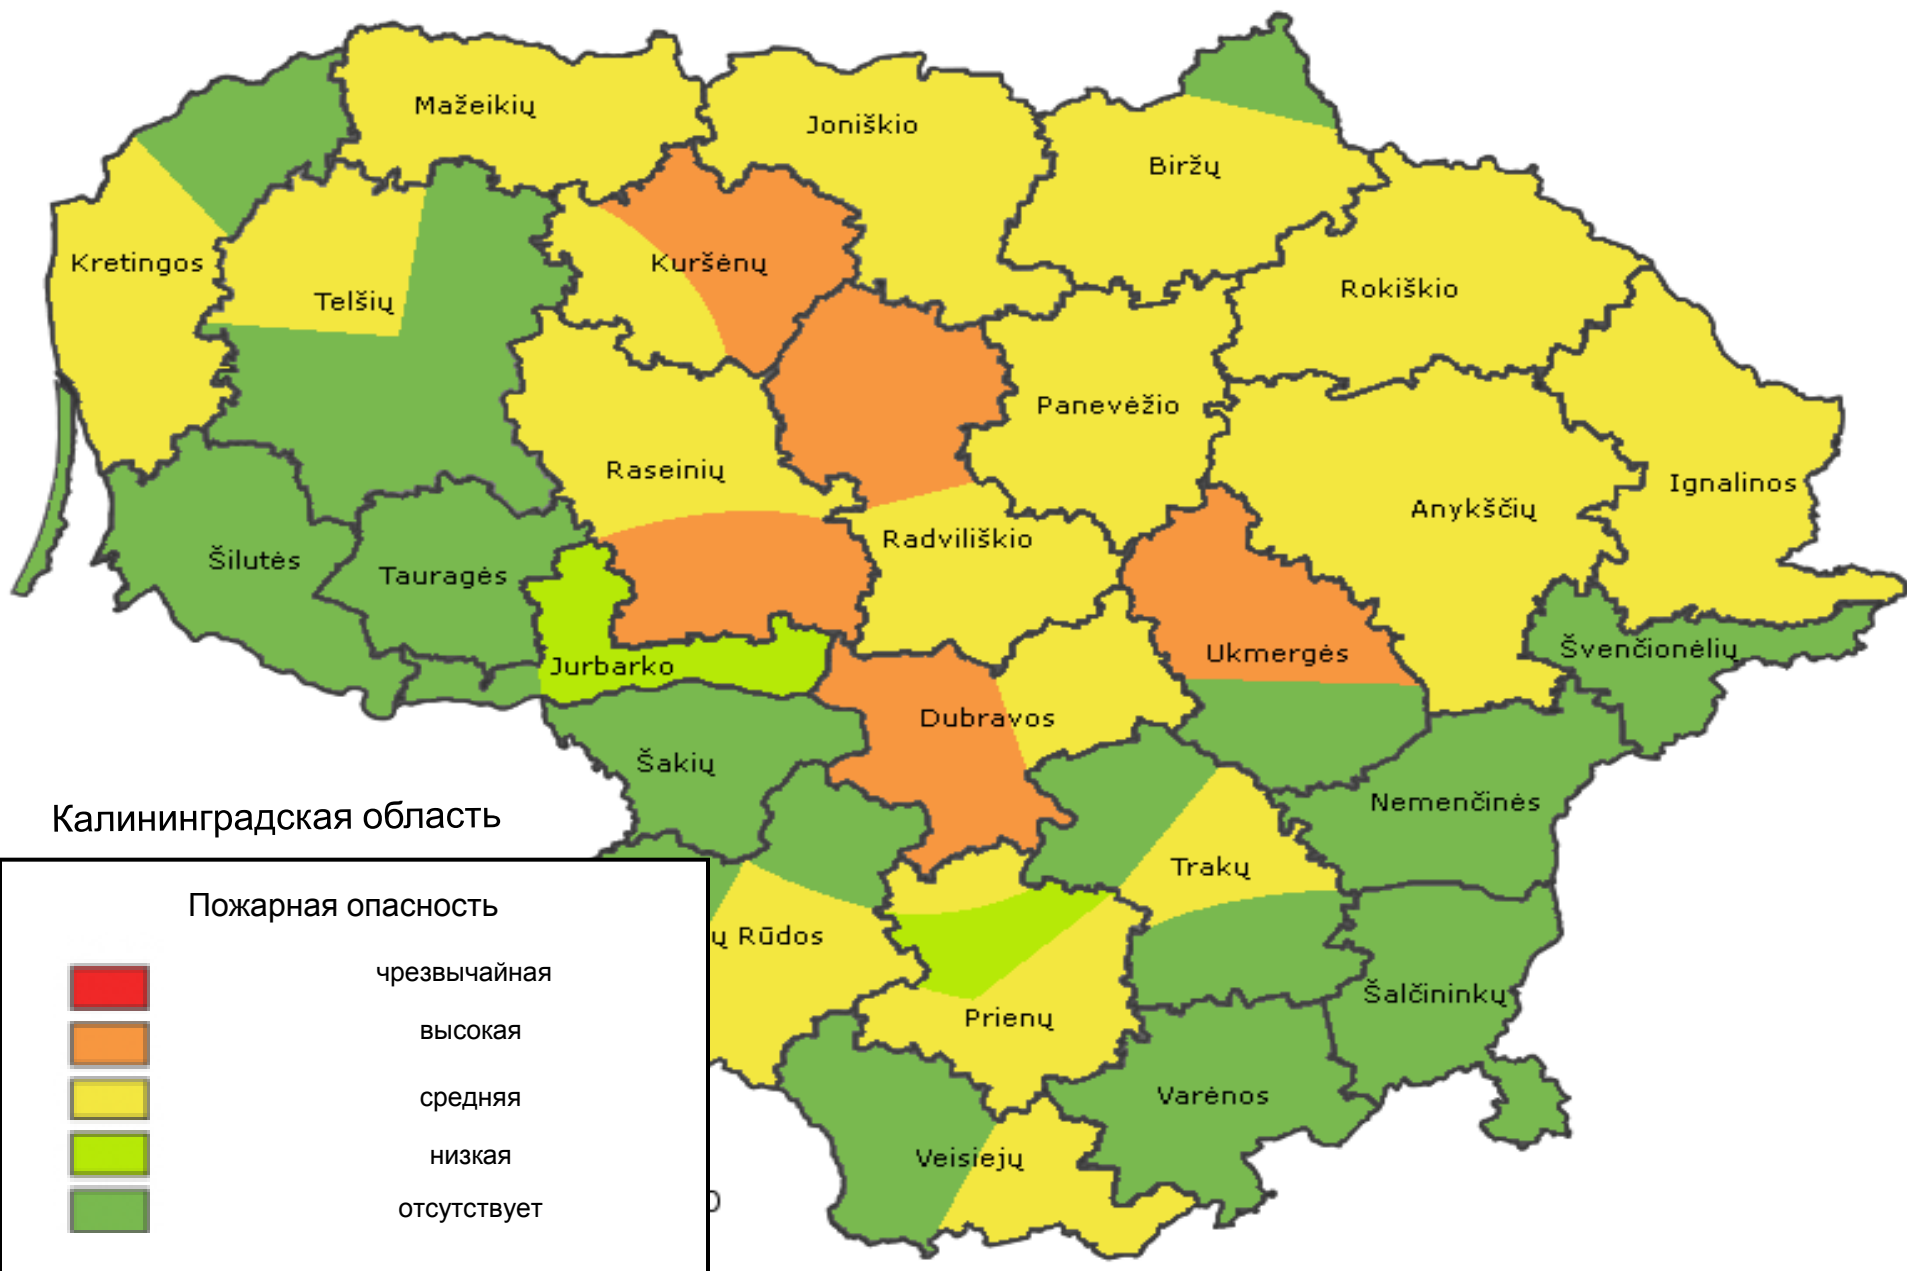 Mažeikių
Joniškio
Biržų
Kretingos
Telšių
Kuršėnų
Rokiškio
Panevėžio
Raseinių
Ignalinos
Anykščių
Radviliškio
Šilutės
Tauragės
Jurbarko
Ukmergės
Švenčionėlių
Dubravos
Šakių
Nemenčinės
Trakų
ų Rūdos
Šalčininkų
Prienų
Varėnos
Veisiejų
Калининградская область
Пожарная опасность
чрезвычайная
высокая
средняя
низкая
отсутствует